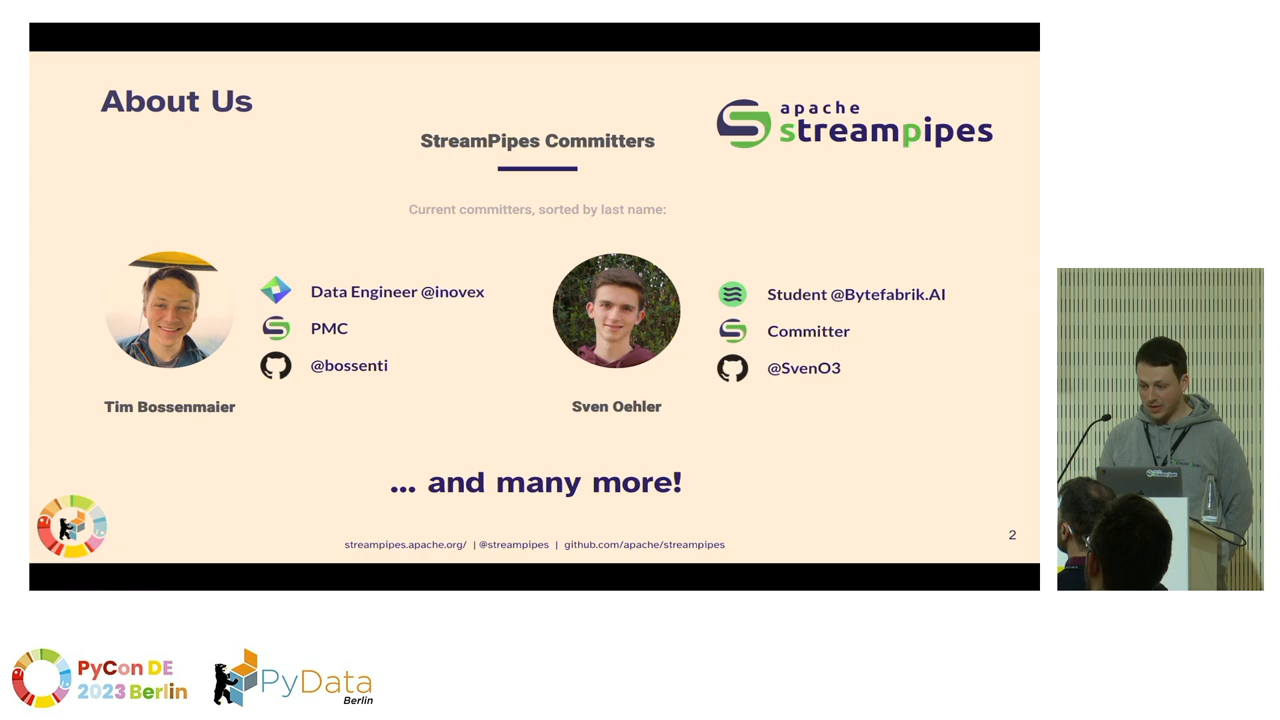 About Us
apache
streampipes
StreamPipes Committers
Current committers, sorted by last name:
Data Engineer @inovex
PMC
@bossenti
Tim Bossenmaier
Student @Bytefabrik.AI
Committer
@SvenO3
Sven Oehler
... and many more!
streampipes.apache.org/ | @streampipes | github.com/apache/streampipes
2
PyCon DE
2023 Berlin
PyData
Berlin